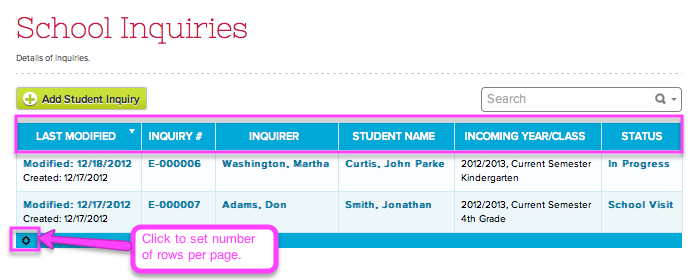 School Inquiries
Details of Inquiries.
Add Student Inquiry
Search
LAST MODIFIED INQUIRY # INQUIRER STUDENT NAME INCOMING YEAR/CLASS STATUS
Modified: 12/18/2012 E-000006 Washington, Martha Curtis, John Parke 2012/2013, Current Semester In Progress
Created: 12/17/2012 Kindergarten
Modified: 12/17/2012 E-000007 Adams, Don Smith, Jonathan 2012/2013, Current Semester School Visit
Created: 12/17/2012 4th Grade
Click to set number
of rows per page.